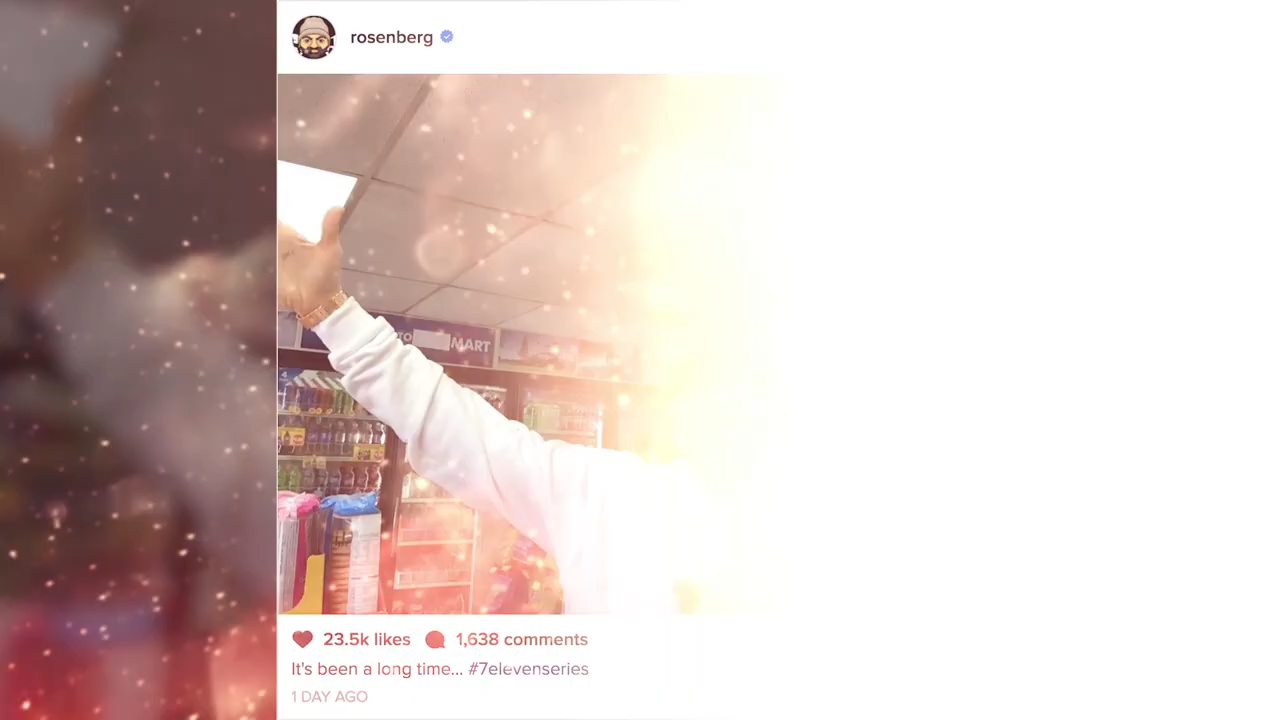 rosenberg
MART
23.5k likes 1,638 comments
It's been a long time... #7elevenseries
1 DAY AGO